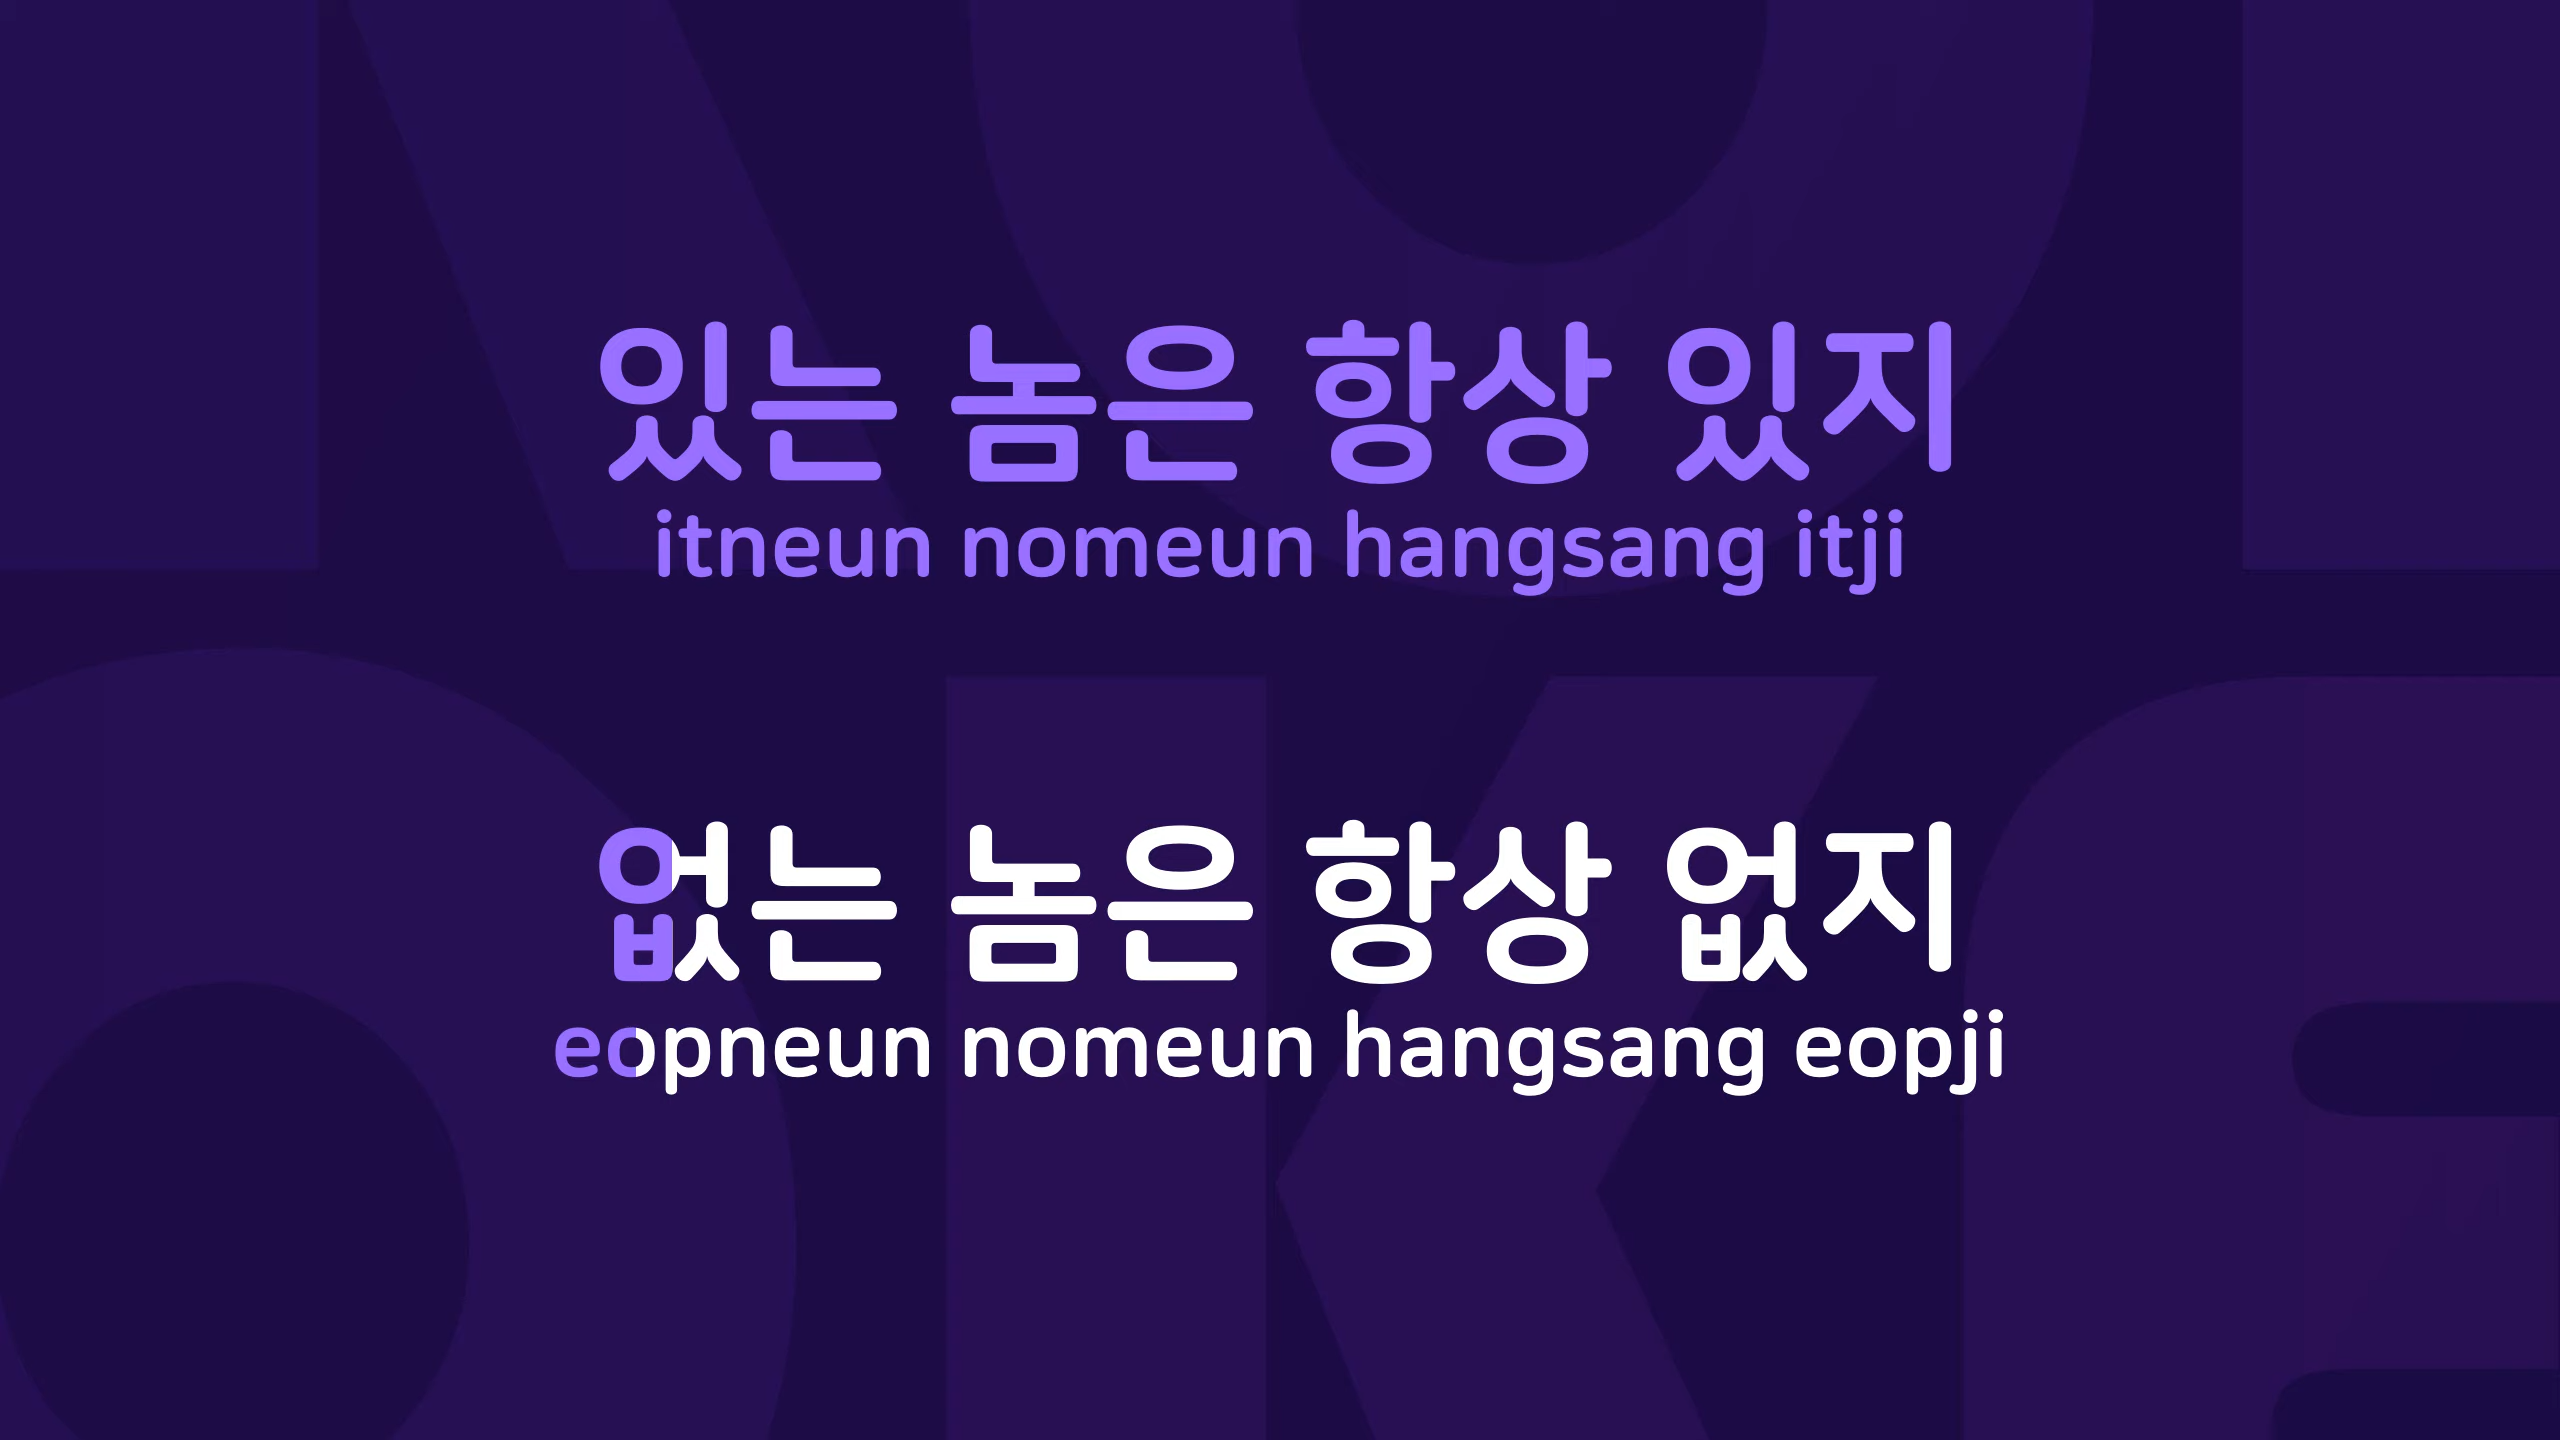 있는 놈은 항상 있지
itneun nomeun hangsang itji
없는 놈은 항상 없지
eopneun nomeun hangsang eopji